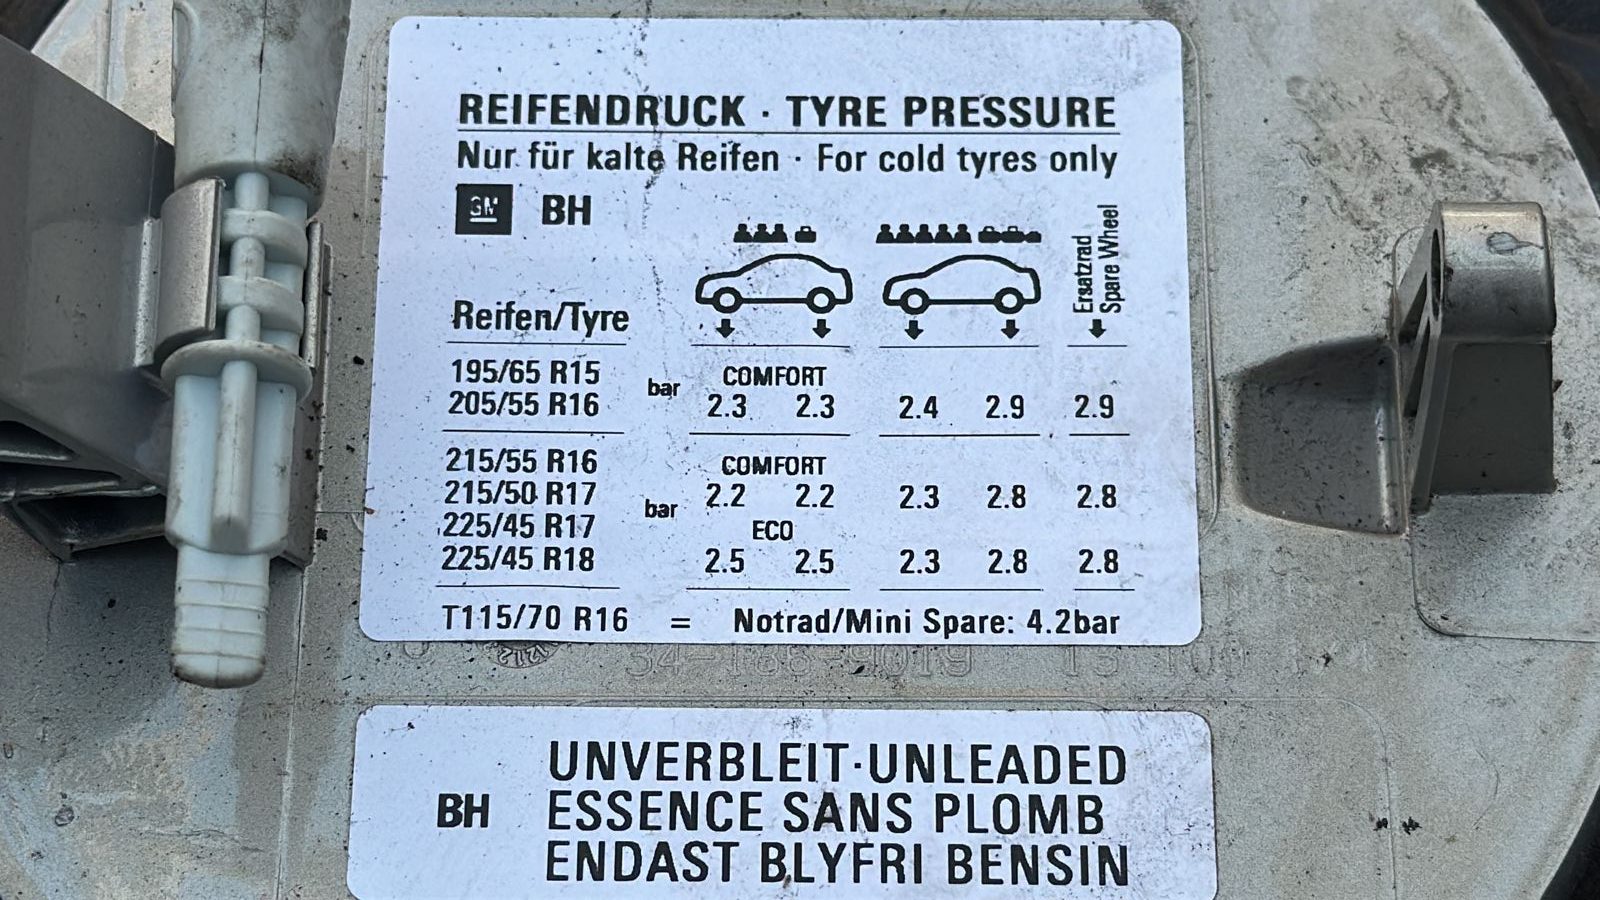 REIFENDRUCK · TYRE PRESSURE
Nur für kalte Reifen · For cold tyres only
GM BH
Ersatzrad
Spare Wheel
Reifen/Tyre
195/65 R15 bar COMFORT
205/55 R16 2.3 2.3 2.4 2.9 2.9
215/55 R16 COMFORT
215/50 R17 bar 2.2 2.2 2.3 2.8 2.8
225/45 R17 ECO
225/45 R18 2.5 2.5 2.3 2.8 2.8
T115/70 R16 = Notrad/Mini Spare: 4.2bar
UNVERBLEIT·UNLEADED
BH ESSENCE SANS PLOMB
ENDAST BLYFRI BENSIN